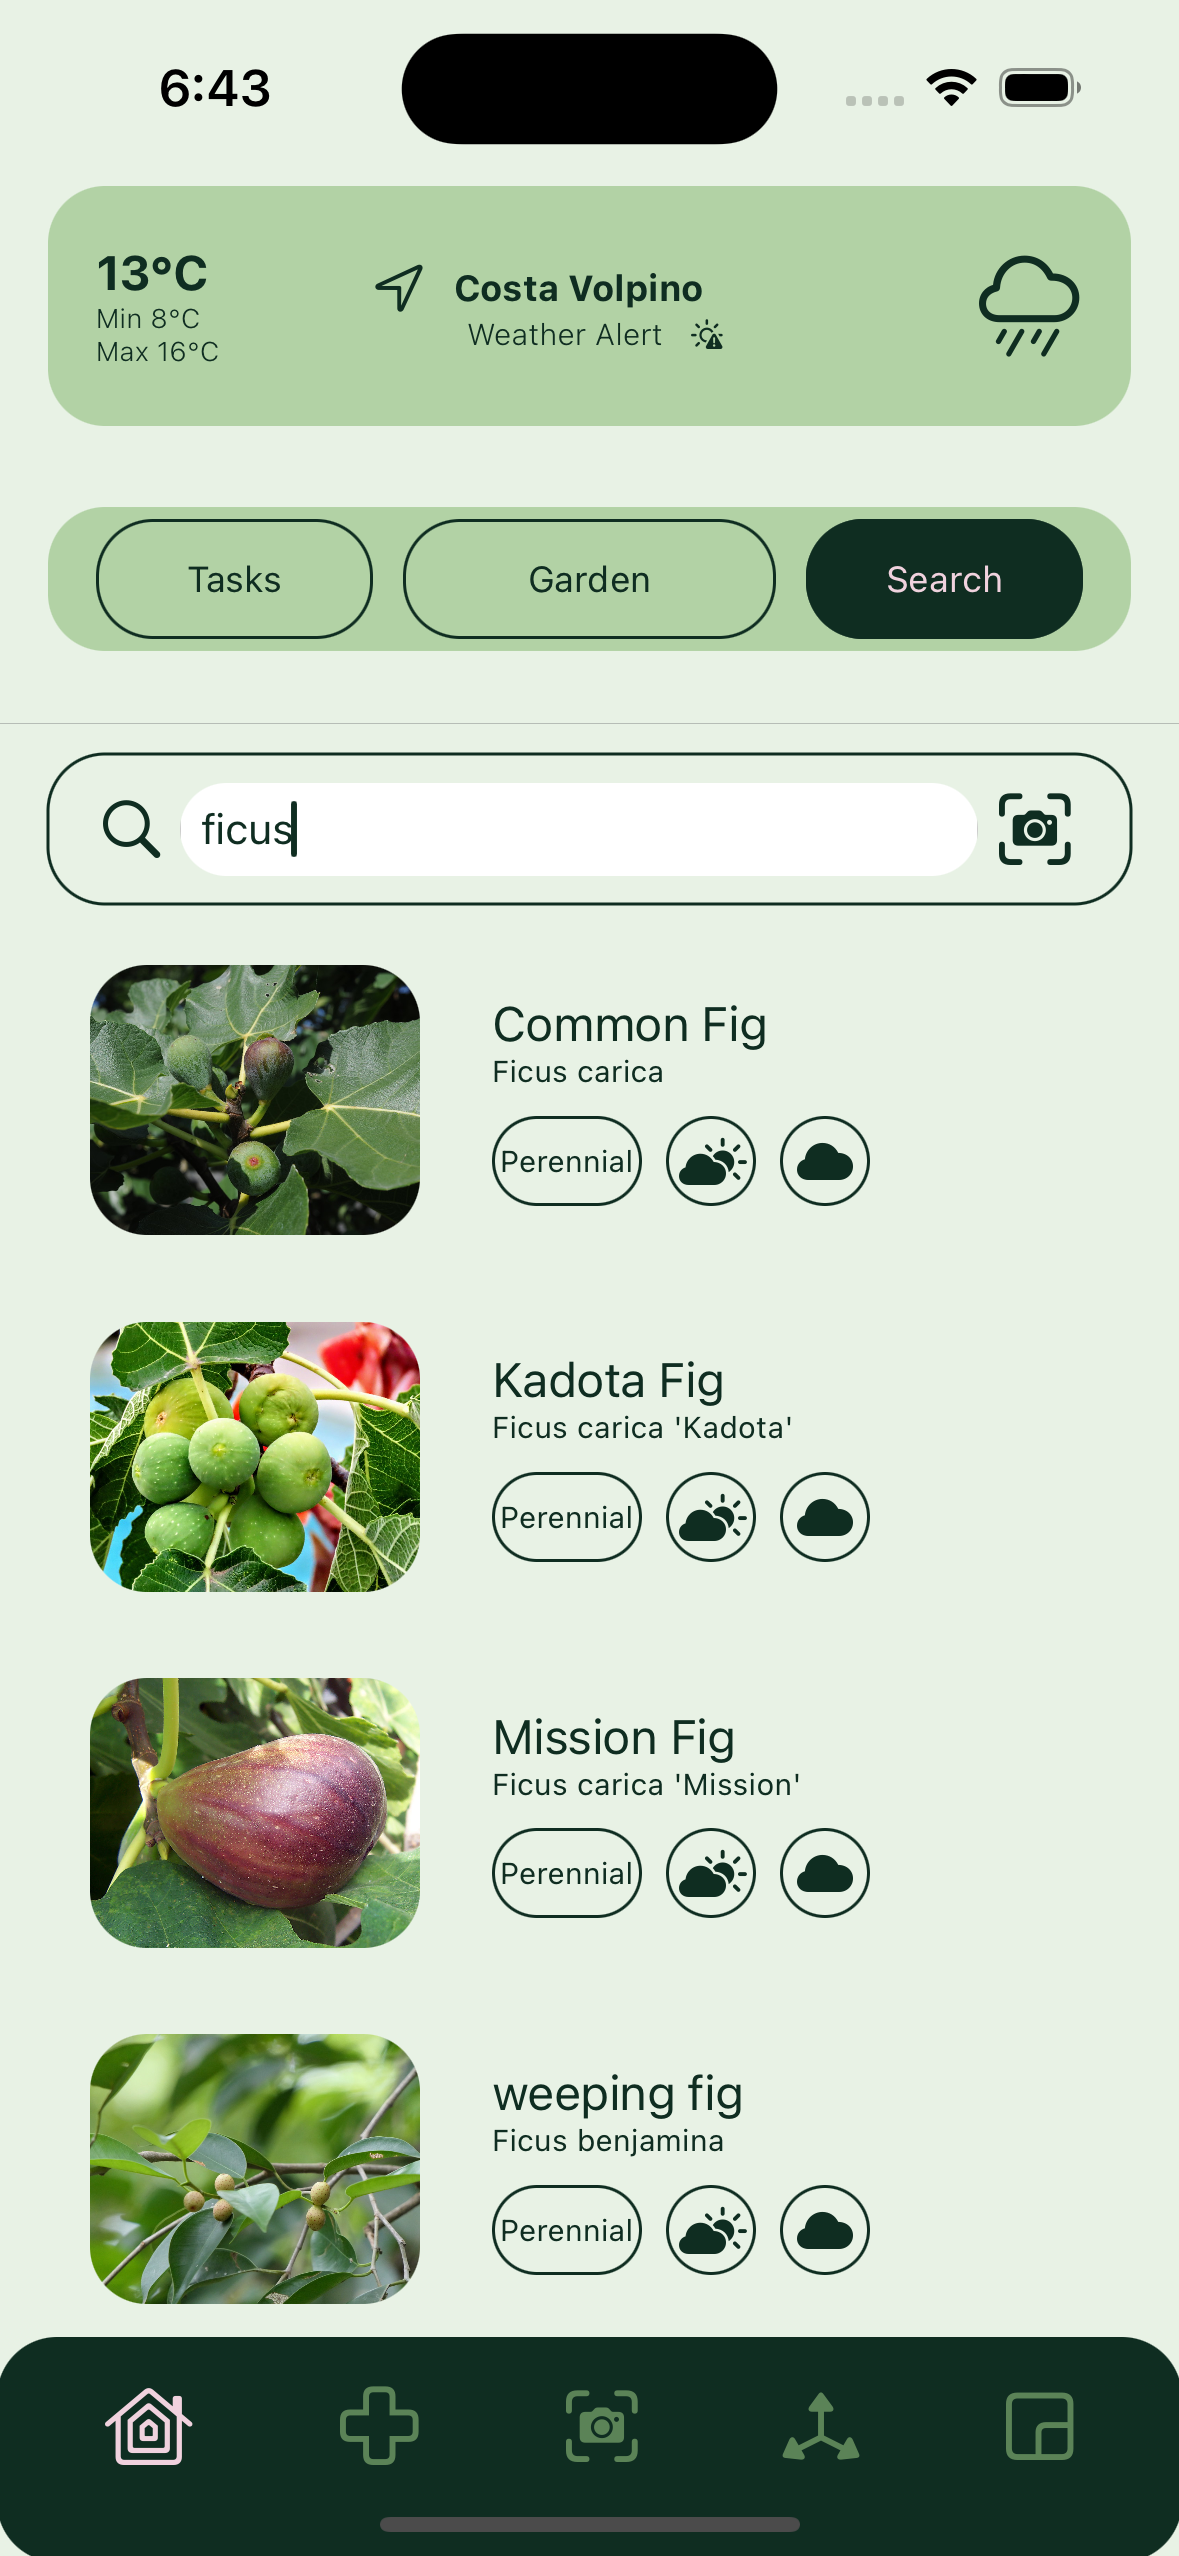 6:43
13°C
Min 8°C
Max 16°C
Costa Volpino
Weather Alert
Tasks
Garden
Search
ficus
Common Fig
Ficus carica
Perennial
Kadota Fig
Ficus carica 'Kadota'
Perennial
Mission Fig
Ficus carica 'Mission'
Perennial
weeping fig
Ficus benjamina
Perennial